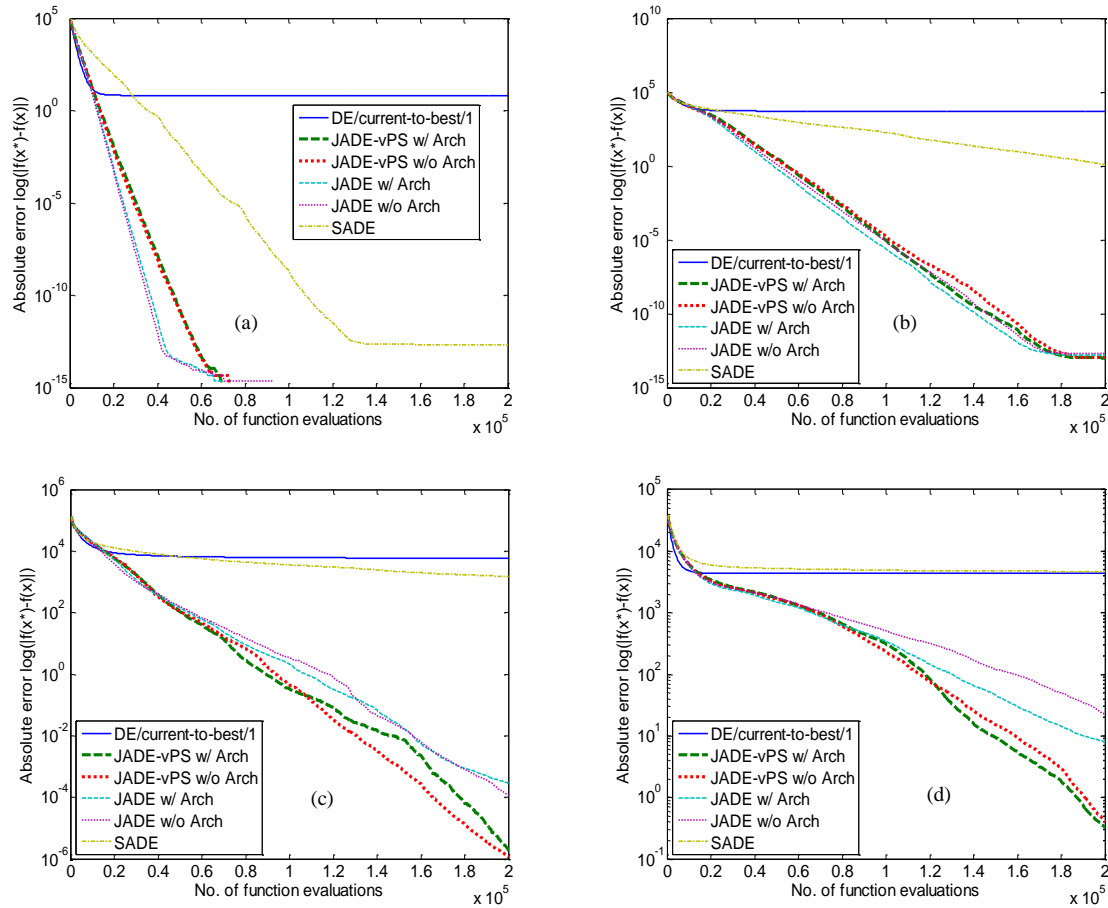 10^5
10^0
10^-5
10^-10
10^-15
Absolute error log(|f(x*)-f(x)|)
DE/current-to-best/1
JADE-vPS w/ Arch
JADE-vPS w/o Arch
JADE w/ Arch
JADE w/o Arch
SADE
(a)
0 0.2 0.4 0.6 0.8 1 1.2 1.4 1.6 1.8 2
No. of function evaluations
x 10^5
10^10
10^5
10^0
10^-5
10^-10
10^-15
Absolute error log(|f(x*)-f(x)|)
DE/current-to-best/1
JADE-vPS w/ Arch
JADE-vPS w/o Arch
JADE w/ Arch
JADE w/o Arch
SADE
(b)
0 0.2 0.4 0.6 0.8 1 1.2 1.4 1.6 1.8 2
No. of function evaluations
x 10^5
10^6
10^4
10^2
10^0
10^-2
10^-4
10^-6
Absolute error log(|f(x*)-f(x)|)
DE/current-to-best/1
JADE-vPS w/ Arch
JADE-vPS w/o Arch
JADE w/ Arch
JADE w/o Arch
SADE
(c)
0 0.2 0.4 0.6 0.8 1 1.2 1.4 1.6 1.8 2
No. of function evaluations
x 10^5
10^5
10^4
10^3
10^2
10^1
10^0
10^-1
Absolute error log(|f(x*)-f(x)|)
DE/current-to-best/1
JADE-vPS w/ Arch
JADE-vPS w/o Arch
JADE w/ Arch
JADE w/o Arch
SADE
(d)
0 0.2 0.4 0.6 0.8 1 1.2 1.4 1.6 1.8 2
No. of function evaluations
x 10^5